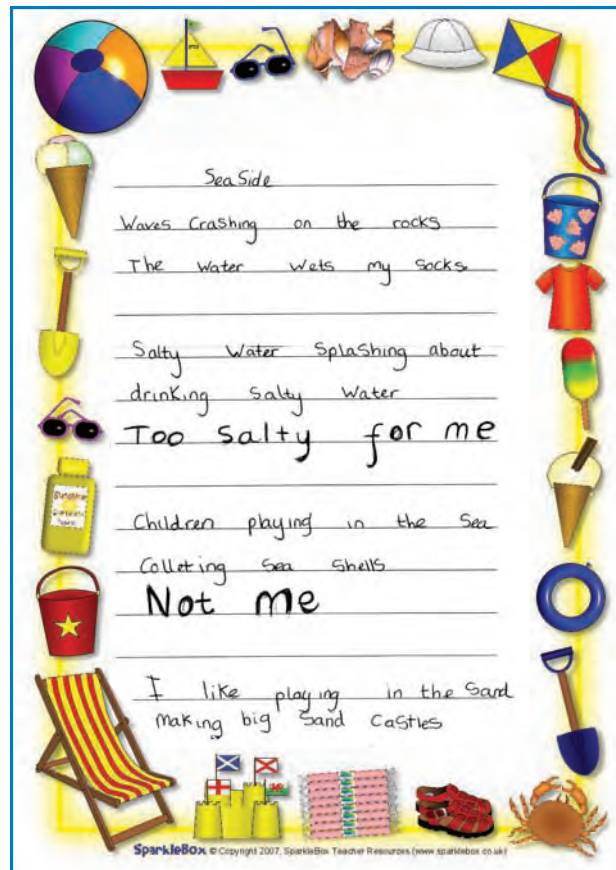 SeaSide
Waves Crashing on the rocks
The water wets my socks.
Salty Water Splashing about
drinking Salty Water
Too Salty for me
Children playing in the Sea
Colleting Sea Shells
Not me
I like playing in the Sand
making big Sand Castles
SparkleBox © Copyright 2007, SparkleBox Teacher Resources (www.sparklebox.co.uk)